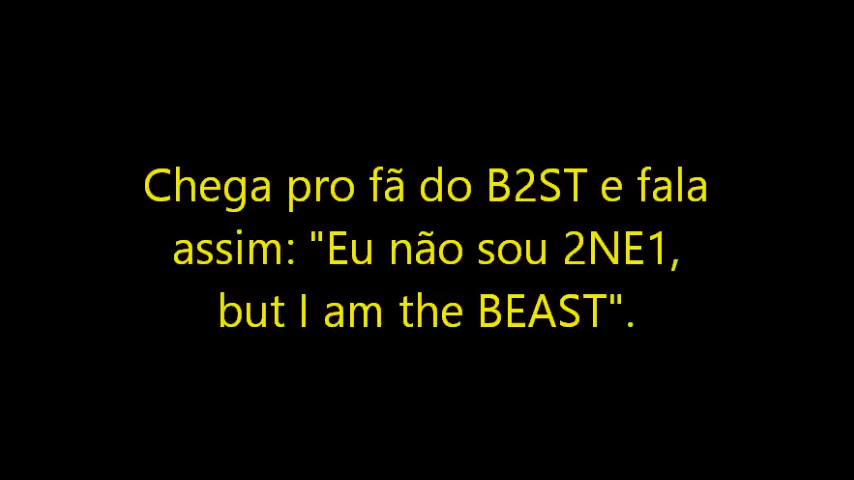 Chega pro fã do B2ST e fala
assim: "Eu não sou 2NE1,
but I am the BEAST".